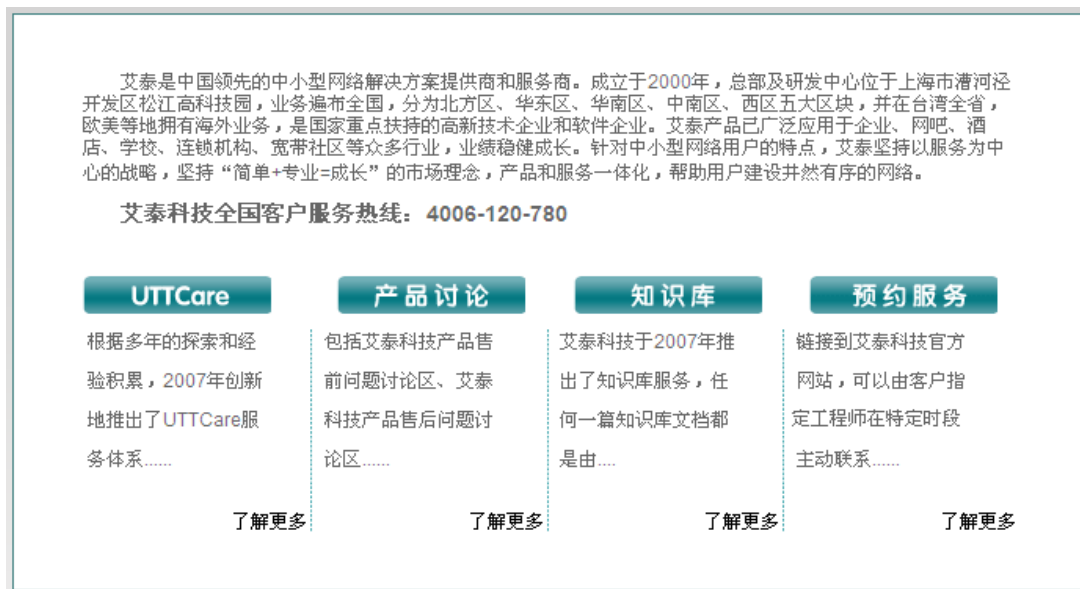 艾泰是中国领先的中小型网络解决方案提供商和服务商。成立于2000年，总部及研发中心位于上海市漕河泾
开发区松江高科技园，业务遍布全国，分为北方区、华东区、华南区、中南区、西区五大区块，并在台湾全省，
欧美等地拥有海外业务，是国家重点扶持的高新技术企业和软件企业。艾泰产品已广泛应用于企业、网吧、酒
店、学校、连锁机构、宽带社区等众多行业，业绩稳健成长。针对中小型网络用户的特点，艾泰坚持以服务为中
心的战略，坚持“简单+专业=成长”的市场理念，产品和服务一体化，帮助用户建设井然有序的网络。
艾泰科技全国客户服务热线：4006-120-780
UTTCare
根据多年的探索和经
验积累，2007年创新
地推出了UTTCare服
务体系......
了解更多
产品讨论
包括艾泰科技产品售
前问题讨论区、艾泰
科技产品售后问题讨
论区......
了解更多
知识库
艾泰科技于2007年推
出了知识库服务，任
何一篇知识库文档都
是由....
了解更多
预约服务
链接到艾泰科技官方
网站，可以由客户指
定工程师在特定时段
主动联系......
了解更多